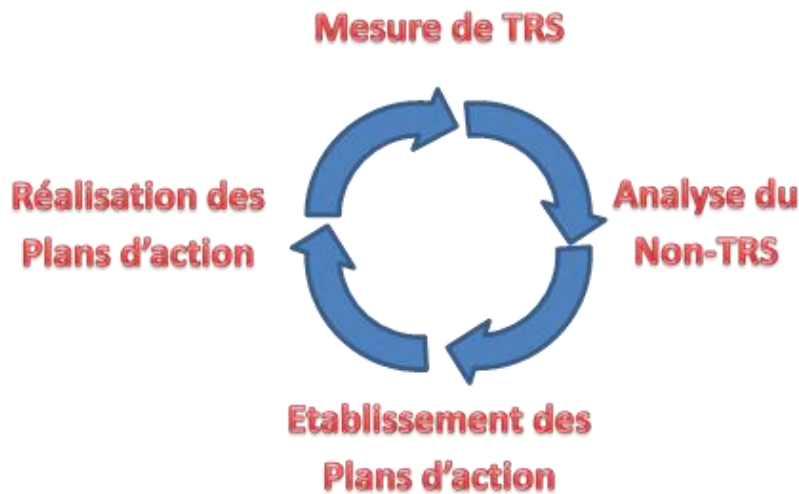 Mesure de TRS
Analyse du
Non-TRS
Etablissement des
Plans d'action
Réalisation des
Plans d'action